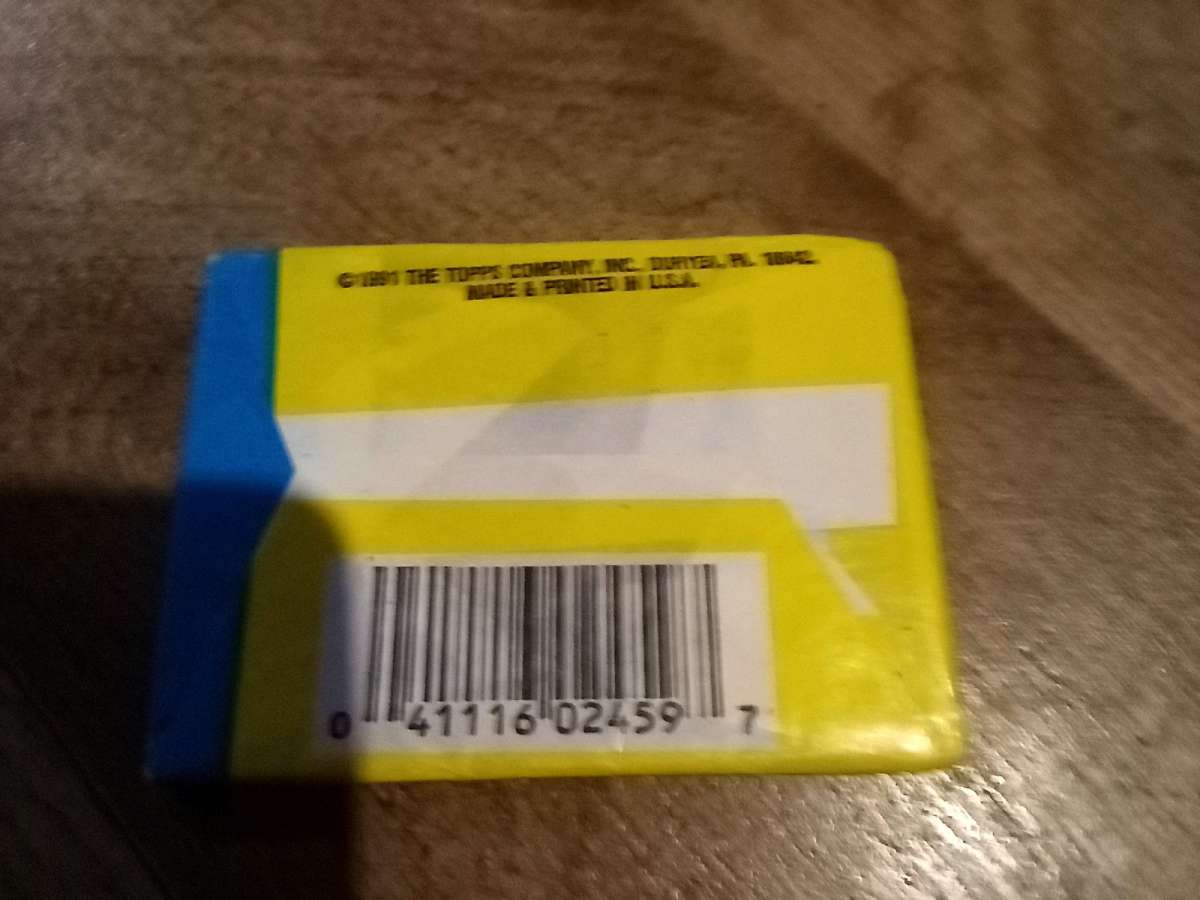 ©1991 THE TOPPS COMPANY, INC. DURYEA, PA. 18642.
MADE & PRINTED IN U.S.A.
0 41116 02459 7